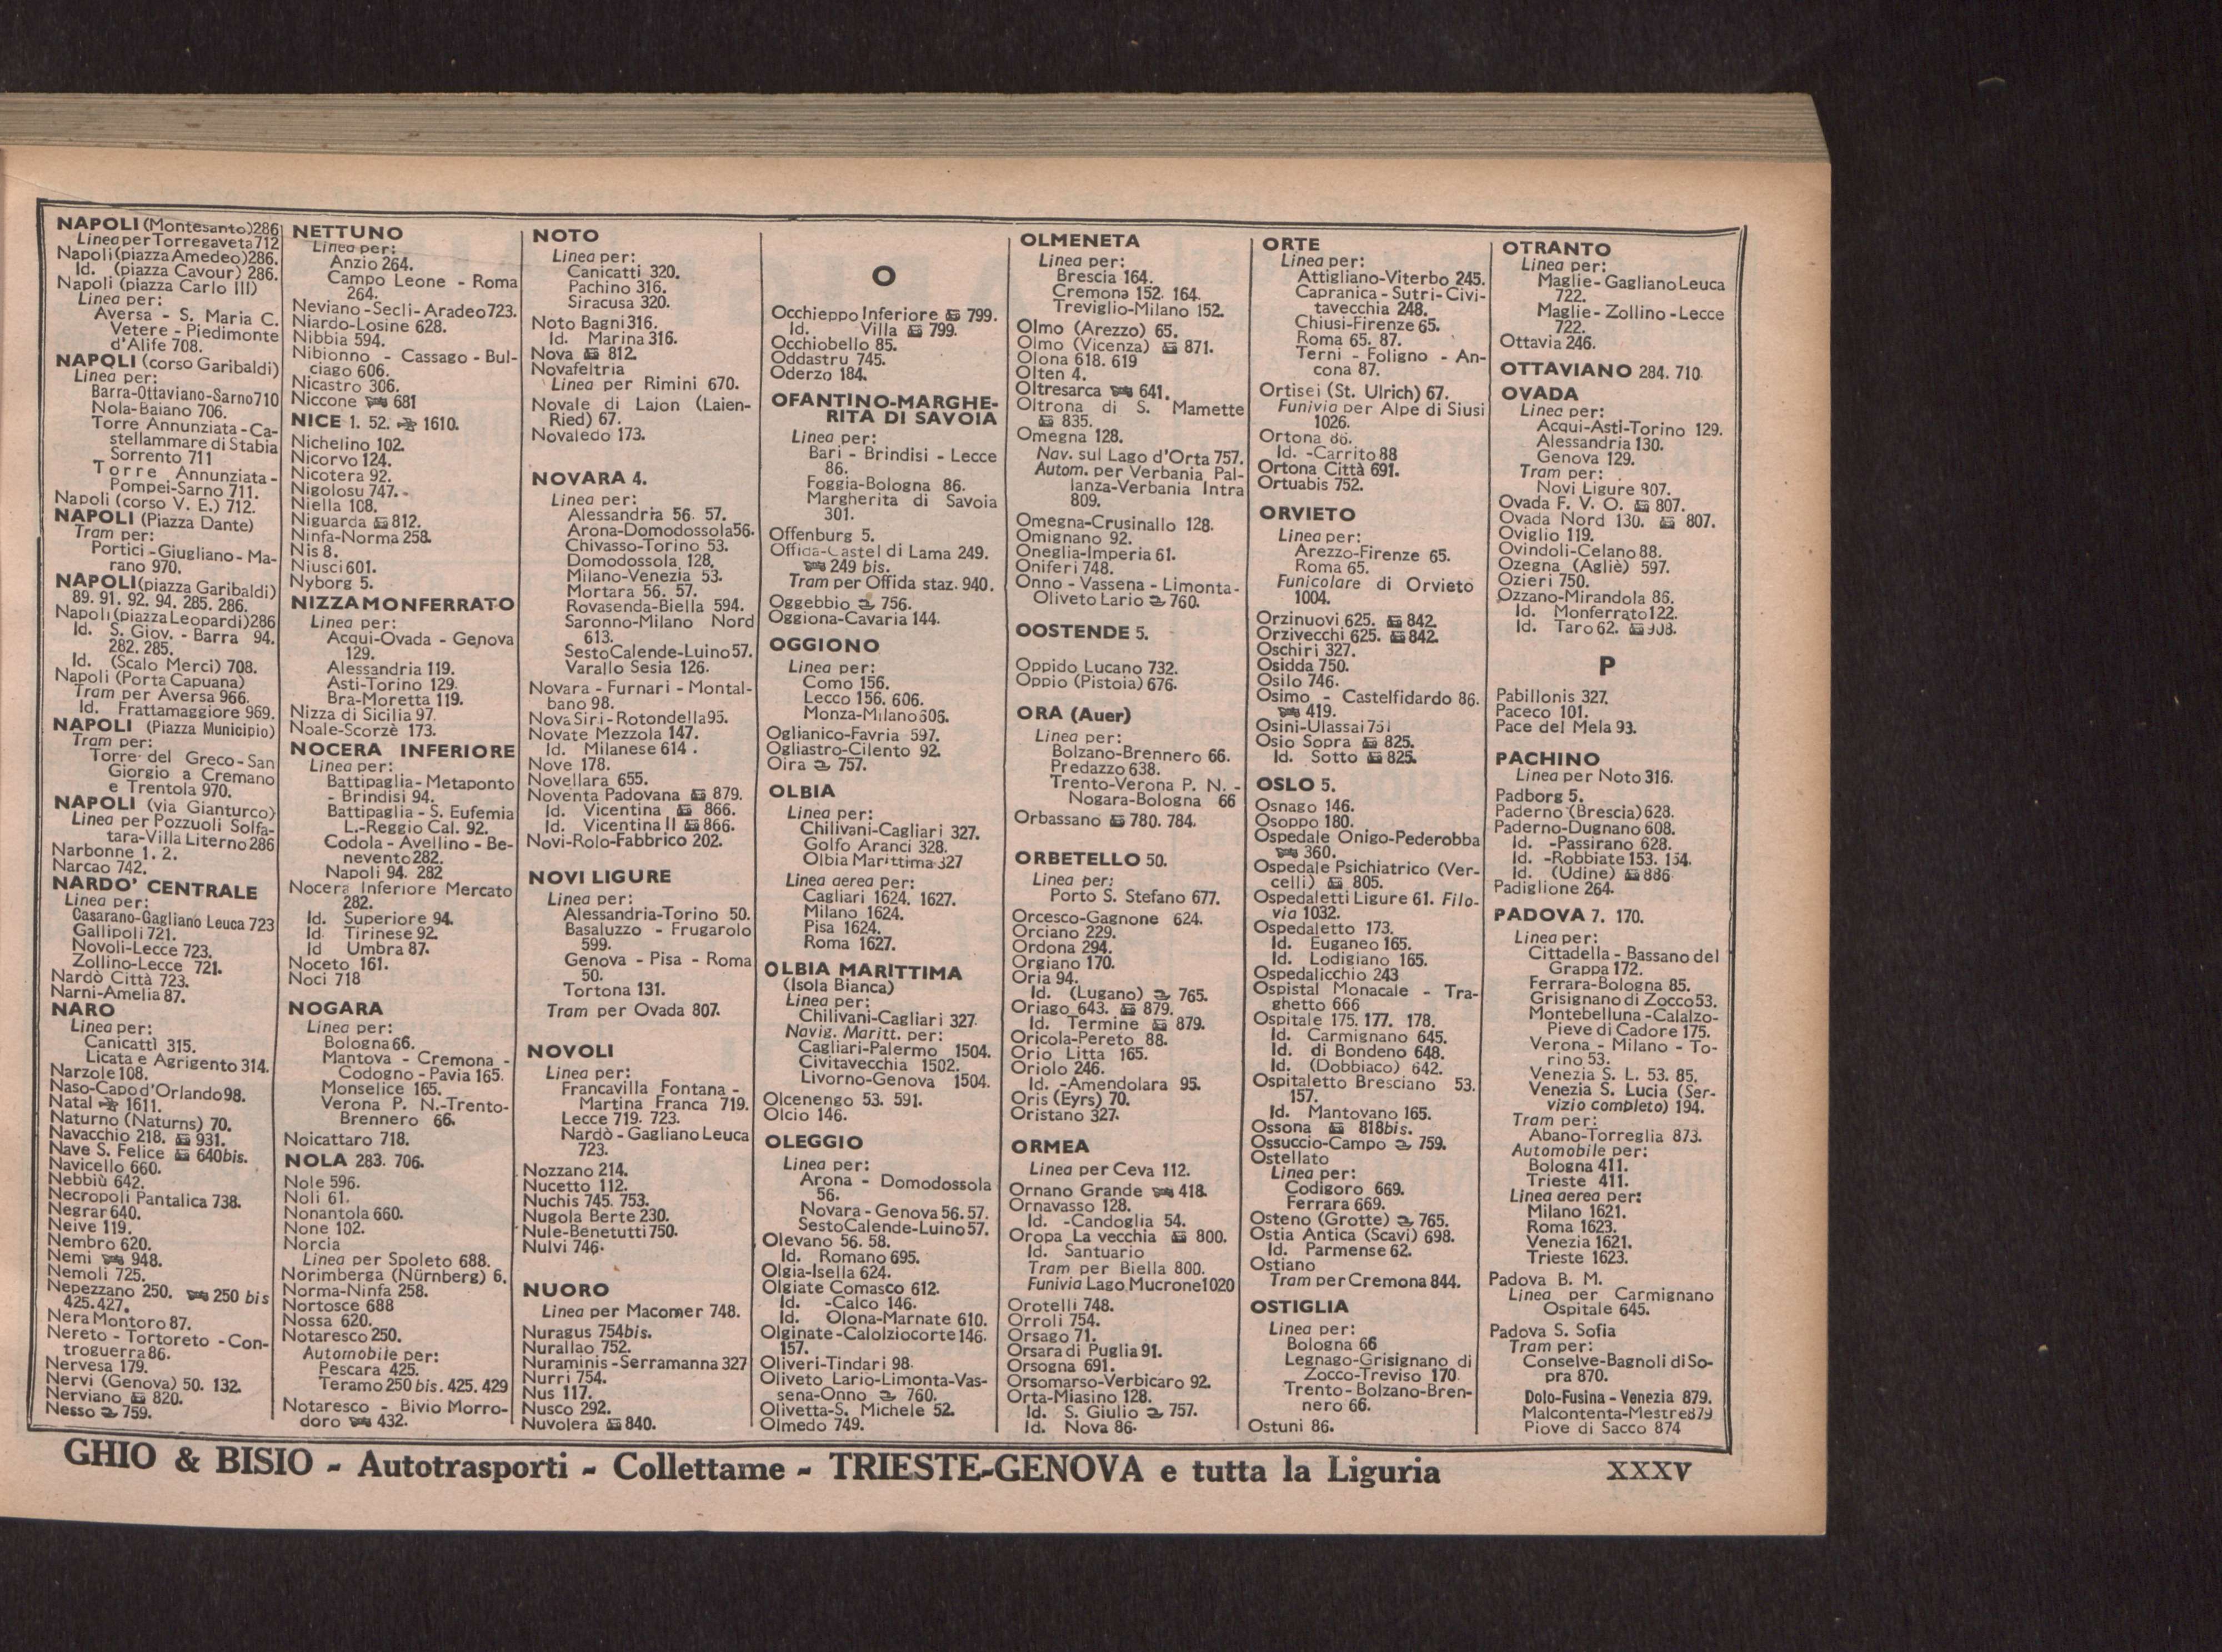 NAPOLI (Montesanto) 286
Linea per Torregaveta 712
Napoli (piazza Amedeo) 286.
Id. (piazza Cavour) 286.
Napoli (piazza Carlo III)
Linea per:
Aversa - S. Maria C.
Vetere - Piedimonte
d'Alife 708.
NAPOLI (corso Garibaldi)
Linea per:
Barra-Ottaviano-Sarno 710
Nola-Baiano 706.
Torre Annunziata - Ca-
stellammare di Stabia
Sorrento 711
Torre Annunziata -
Pompei-Sarno 711.
Napoli (corso V. E.) 712.
NAPOLI (Piazza Dante)
Tram per:
Portici - Giugliano - Ma-
rano 970.
NAPOLI (piazza Garibaldi)
89. 91. 92. 94. 285. 286.
Napoli (piazza Leopardi) 286
Id. S. Giov. - Barra 94.
282. 285.
Id. (Scalo Merci) 708.
Napoli (Porta Capuana)
Tram per Aversa 966.
Id. Frattamaggiore 969.
NAPOLI (Piazza Municipio)
Tram per:
Torre del Greco - San
Giorgio a Cremano
e Trentola 970.
NAPOLI (via Gianturco)
Linea per Pozzuoli Solfa-
tara-Villa Literno 286
Narbonne 1. 2.
Narcao 742.
NARDO' CENTRALE
Linea per:
Casarano-Gagliano Leuca 723
Gallipoli 721.
Novoli-Lecce 723.
Zollino-Lecce 721.
Nardò Città 723.
Narni-Amelia 87.
NARO
Linea per:
Canicattì 315.
Licata e Agrigento 314.
Narzole 108.
Naso-Capo d'Orlando 98.
Natal 1611.
Naturno (Naturns) 70.
Navacchio 218. 931.
Nave S. Felice 640bis.
Navicello 660.
Nebbiù 642.
Necropoli Pantalica 738.
Negrar 640.
Neive 119.
Nembro 620.
Nemi 948.
Nemoli 725.
Nepezzano 250. 250 bis
425. 427.
Nera Montoro 87.
Nereto - Tortoreto - Con-
troguerra 86.
Nervesa 179.
Nervi (Genova) 50. 132.
Nerviano 820.
Nesso 759.
NETTUNO
Linea per:
Anzio 264.
Campo Leone - Roma
264.
Neviano - Secli - Aradeo 723.
Niardo-Losine 628.
Nibbia 594.
Nibionno - Cassago - Bul-
ciago 606.
Nicastro 306.
Niccone 681
NICE 1. 52. 1610.
Nichelino 102.
Nicorvo 124.
Nicotera 92.
Nigolosu 747.
Niella 108.
Niguarda 812.
Ninfa-Norma 258.
Nis 8.
Niusci 601.
Nyborg 5.
NIZZA MONFERRATO
Linea per:
Acqui-Ovada - Genova
129.
Alessandria 119.
Asti-Torino 129.
Bra-Moretta 119.
Nizza di Sicilia 97.
Noale-Scorzè 173.
NOCERA INFERIORE
Linea per:
Battipaglia - Metaponto
- Brindisi 94.
Battipaglia - S. Eufemia
L.-Reggio Cal. 92.
Codola - Avellino - Be-
nevento 282.
Napoli 94. 282
Nocera Inferiore Mercato
282.
Id. Superiore 94.
Id. Tirinese 92.
Id Umbra 87.
Noceto 161.
Noci 718
NOGARA
Linea per:
Bologna 66.
Mantova - Cremona -
Codogno - Pavia 165.
Monselice 165.
Verona P. N.-Trento-
Brennero 66.
Noicattaro 718.
NOLA 283. 706.
Nole 596.
Noli 61.
Nonantola 660.
None 102.
Norcia
Linea per Spoleto 688.
Norimberga (Nürnberg) 6.
Norma-Ninfa 258.
Nortosce 688
Nossa 620.
Notaresco 250.
Automobile per:
Pescara 425.
Teramo 250 bis. 425. 429
Notaresco - Bivio Morro-
doro 432.
NOTO
Linea per:
Canicatti 320.
Pachino 316.
Siracusa 320.
Noto Bagni 316.
Id. Marina 316.
Nova 812.
Novafeltria
Linea per Rimini 670.
Novale di Laion (Laien-
Ried) 67.
Novaledo 173.
NOVARA 4.
Linea per:
Alessandria 56. 57.
Arona-Domodossola 56.
Chivasso-Torino 53.
Domodossola 128.
Milano-Venezia 53.
Mortara 56. 57.
Rovasenda-Biella 594.
Saronno-Milano Nord
613.
Sesto Calende-Luino 57.
Varallo Sesia 126.
Novara - Furnari - Montal-
bano 98.
Nova Siri - Rotondella 95.
Novate Mezzola 147.
Id. Milanese 614.
Nove 178.
Novellara 655.
Noventa Padovana 879.
Id. Vicentina 866.
Id. Vicentina II 866.
Novi-Rolo-Fabbrico 202.
NOVI LIGURE
Linea per:
Alessandria-Torino 50.
Basaluzzo - Frugarolo
599.
Genova - Pisa - Roma
50.
Tortona 131.
Tram per Ovada 807.
NOVOLI
Linea per:
Francavilla Fontana -
Martina Franca 719.
Lecce 719. 723.
Nardò - Gagliano Leuca
723.
Nozzano 214.
Nucetto 112.
Nuchis 745. 753.
Nugola Berte 230.
Nule-Benetutti 750.
Nulvi 746.
NUORO
Linea per Macomer 748.
Nuragus 754bis.
Nurallao 752.
Nuraminis - Serramanna 327
Nurri 754.
Nus 117.
Nusco 292.
Nuvolera 840.
O
Occhieppo Inferiore 799.
Id. Villa 799.
Occhiobello 85.
Oddastru 745.
Oderzo 184.
OFANTINO-MARGHE-
RITA DI SAVOIA
Linea per:
Bari - Brindisi - Lecce
86.
Foggia-Bologna 86.
Margherita di Savoia
301.
Offenburg 5.
Offida-Castel di Lama 249.
249 bis.
Tram per Offida staz. 940.
Oggebbio 756.
Oggiona-Cavaria 144.
OGGIONO
Linea per:
Como 156.
Lecco 156. 606.
Monza-Milano 606.
Oglianico-Favria 597.
Ogliastro-Cilento 92.
Oira 757.
OLBIA
Linea per:
Chilivani-Cagliari 327.
Golfo Aranci 328.
Olbia Marittima 327
Linea aerea per:
Cagliari 1624. 1627.
Milano 1624.
Pisa 1624.
Roma 1627.
OLBIA MARITTIMA
(Isola Bianca)
Linea per:
Chilivani-Cagliari 327.
Navig. Maritt. per:
Cagliari-Palermo 1504.
Civitavecchia 1502.
Livorno-Genova 1504.
Olcenengo 53. 591.
Olcio 146.
OLEGGIO
Linea per:
Arona - Domodossola
56.
Novara - Genova 56. 57.
Sesto Calende-Luino 57.
Olevano 56. 58.
Id. Romano 695.
Olgia-Isella 624.
Olgiate Comasco 612.
Id. -Calco 146.
Id. Olona-Marnate 610.
Olginate - Calolziocorte 146.
157.
Oliveri-Tindari 98.
Oliveto Lario-Limonta-Vas-
sena-Onno 760.
Olivetta-S. Michele 52.
Olmedo 749.
OLMENETA
Linea per:
Brescia 164.
Cremona 152. 164.
Treviglio-Milano 152.
Olmo (Arezzo) 65.
Olmo (Vicenza) 871.
Olona 618. 619
Olten 4.
Oltresarca 641.
Oltrona di S. Mamette
835.
Omegna 128.
Nav. sul Lago d'Orta 757.
Autom. per Verbania Pal-
lanza-Verbania Intra
809.
Omegna-Crusinallo 128.
Omignano 92.
Oneglia-Imperia 61.
Oniferi 748.
Onno - Vassena - Limonta-
Oliveto Lario 760.
OOSTENDE 5.
Oppido Lucano 732.
Oppio (Pistoia) 676.
ORA (Auer)
Linea per:
Bolzano-Brennero 66.
Predazzo 638.
Trento-Verona P. N. -
Nogara-Bologna 66
Orbassano 780. 784.
ORBETELLO 50.
Linea per:
Porto S. Stefano 677.
Orcesco-Gagnone 624.
Orciano 229.
Ordona 294.
Orgiano 170.
Oria 94.
Id. (Lugano) 765.
Oriago 643. 879.
Id. Termine 879.
Oricola-Pereto 88.
Orio Litta 165.
Oriolo 246.
Id. -Amendolara 95.
Oris (Eyrs) 70.
Oristano 327.
ORMEA
Linea per Ceva 112.
Ornano Grande 418.
Ornavasso 128.
Id. -Candoglia 54.
Oropa La vecchia 800.
Id. Santuario
Tram per Biella 800.
Funivia Lago Mucrone 1020
Orotelli 748.
Orroli 754.
Orsago 71.
Orsara di Puglia 91.
Orsogna 691.
Orsomarso-Verbicaro 92.
Orta-Miasino 128.
Id. S. Giulio 757.
Id. Nova 86.
ORTE
Linea per:
Attigliano-Viterbo 245.
Capranica - Sutri - Civi-
tavecchia 248.
Chiusi-Firenze 65.
Roma 65. 87.
Terni - Foligno - An-
cona 87.
Ortisei (St. Ulrich) 67.
Funivia per Alpe di Siusi
1026.
Ortona 86.
Id. -Carrito 88
Ortona Città 691.
Ortuabis 752.
ORVIETO
Linea per:
Arezzo-Firenze 65.
Roma 65.
Funicolare di Orvieto
1004.
Orzinuovi 625. 842.
Orzivecchi 625. 842.
Oschiri 327.
Osidda 750.
Osilo 746.
Osimo - Castelfidardo 86.
419.
Osini-Ulassai 751
Osio Sopra 825.
Id. Sotto 825.
OSLO 5.
Osnago 146.
Osoppo 180.
Ospedale Onigo-Pederobba
360.
Ospedale Psichiatrico (Ver-
celli) 805.
Ospedaletti Ligure 61. Filo-
via 1032.
Ospedaletto 173.
Id. Euganeo 165.
Id. Lodigiano 165.
Ospedalicchio 243
Ospistal Monacale - Tra-
ghetto 666
Ospitale 175. 177. 178.
Id. Carmignano 645.
Id. di Bondeno 648.
Id. (Dobbiaco) 642.
Ospitaletto Bresciano 53.
157.
Id. Mantovano 165.
Ossona 818bis.
Ossuccio-Campo 759.
Ostellato
Linea per:
Codigoro 669.
Ferrara 669.
Osteno (Grotte) 765.
Ostia Antica (Scavi) 698.
Id. Parmense 62.
Ostiano
Tram per Cremona 844.
OSTIGLIA
Linea per:
Bologna 66
Legnago-Grisignano di
Zocco-Treviso 170.
Trento - Bolzano-Bren-
nero 66.
Ostuni 86.
OTRANTO
Linea per:
Maglie - Gagliano Leuca
722.
Maglie - Zollino - Lecce
722.
Ottavia 246.
OTTAVIANO 284. 710.
OVADA
Linea per:
Acqui-Asti-Torino 129.
Alessandria 130.
Genova 129.
Tram per:
Novi Ligure 807.
Ovada F. V. O. 807.
Ovada Nord 130. 807.
Oviglio 119.
Ovindoli-Celano 88.
Ozegna (Agliè) 597.
Ozieri 750.
Ozzano-Mirandola 86.
Id. Monferrato 122.
Id. Taro 62. 908.
P
Pabillonis 327.
Paceco 101.
Pace del Mela 93.
PACHINO
Linea per Noto 316.
Padborg 5.
Paderno (Brescia) 628.
Paderno-Dugnano 608.
Id. -Passirano 628.
Id. -Robbiate 153. 154.
Id. (Udine) 886
Padiglione 264.
PADOVA 7. 170.
Linea per:
Cittadella - Bassano del
Grappa 172.
Ferrara-Bologna 85.
Grisignano di Zocco 53.
Montebelluna - Calalzo-
Pieve di Cadore 175.
Verona - Milano - To-
rino 53.
Venezia S. L. 53. 85.
Venezia S. Lucia (Ser-
vizio completo) 194.
Tram per:
Abano-Torreglia 873.
Automobile per:
Bologna 411.
Trieste 411.
Linea aerea per:
Milano 1621.
Roma 1623.
Venezia 1621.
Trieste 1623.
Padova B. M.
Linea per Carmignano
Ospitale 645.
Padova S. Sofia
Tram per:
Conselve-Bagnoli di So-
pra 870.
Dolo-Fusina - Venezia 879.
Malcontenta-Mestre 879
Piove di Sacco 874
GHIO & BISIO - Autotrasporti - Collettame - TRIESTE-GENOVA e tutta la Liguria
XXXV